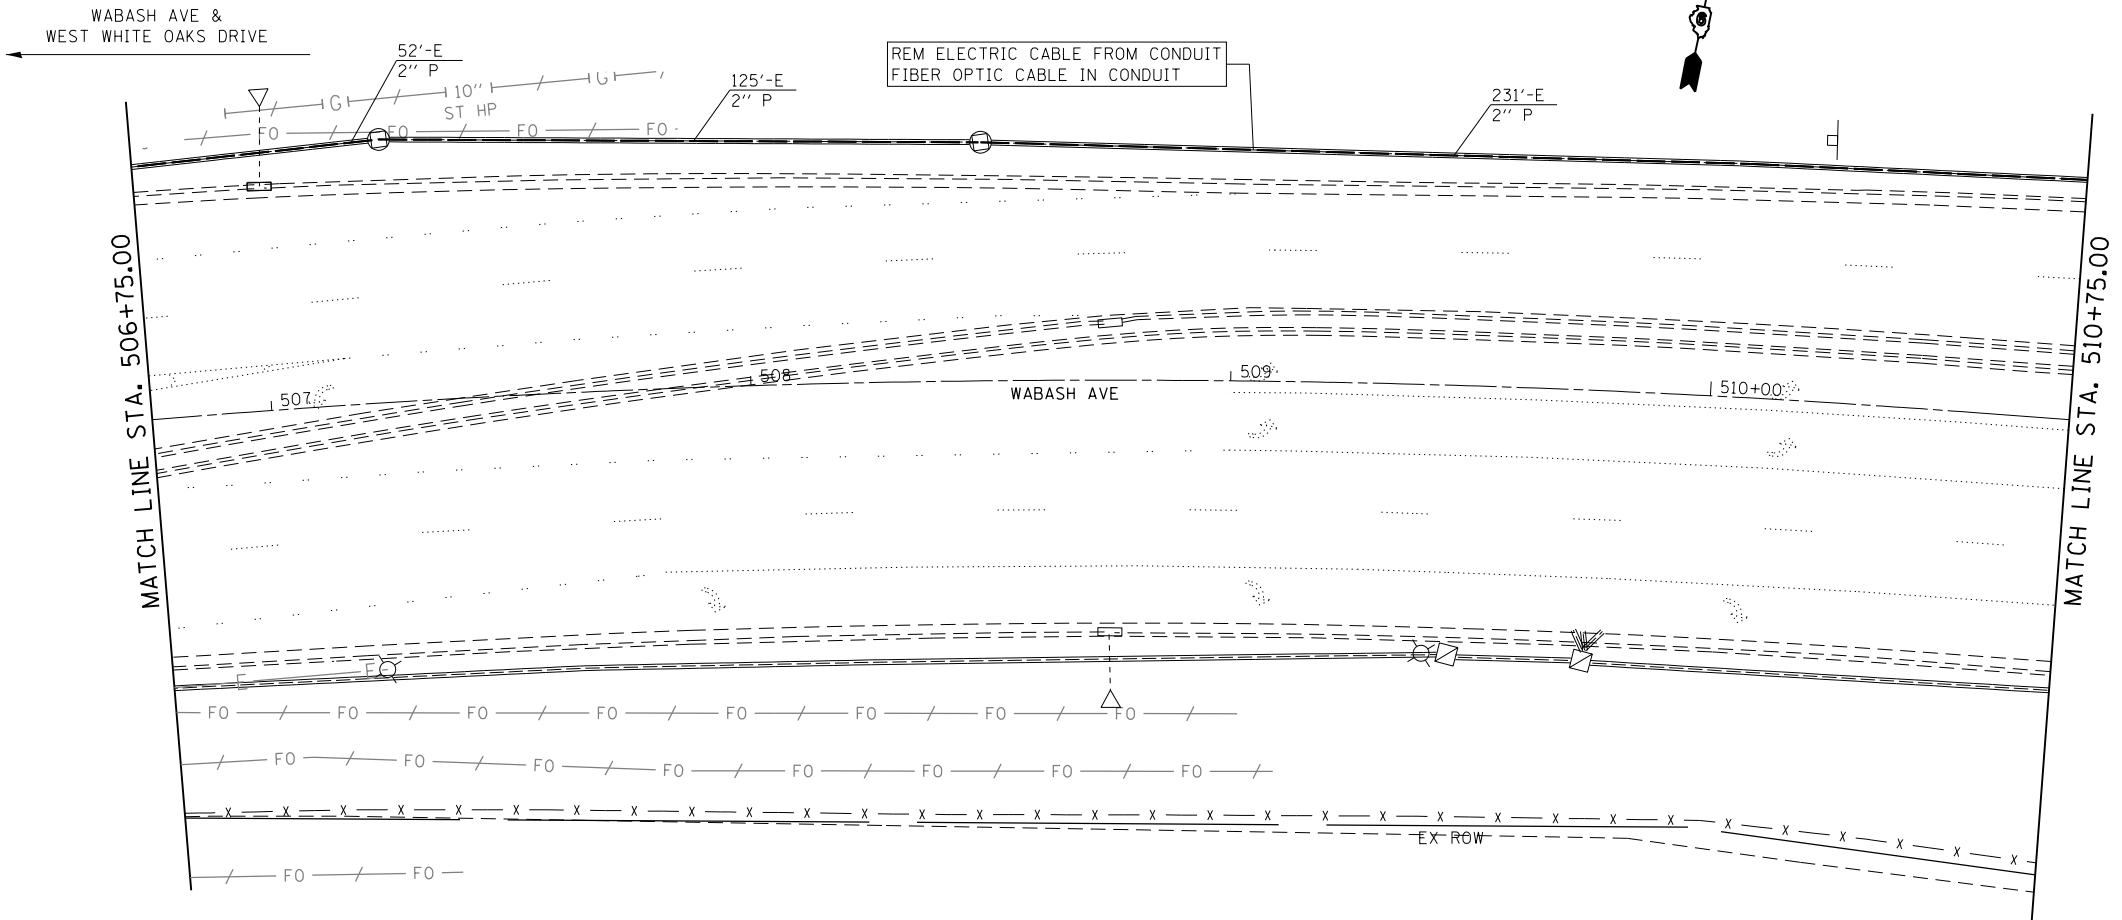 WABASH AVE &
WEST WHITE OAKS DRIVE
52'-E
2'' P
G
G
10''
ST HP
FO FO FO FO
125'-E
2'' P
REM ELECTRIC CABLE FROM CONDUIT
FIBER OPTIC CABLE IN CONDUIT
231'-E
2'' P
MATCH LINE STA. 506+75.00
MATCH LINE STA. 510+75.00
507
508
509
510+00
WABASH AVE
E E
FO FO FO FO FO FO FO FO
FO FO FO FO FO FO FO FO
X X X X X X X X X X X X X X X X X X X X X X X X X X X X X X X X
EX ROW
FO FO